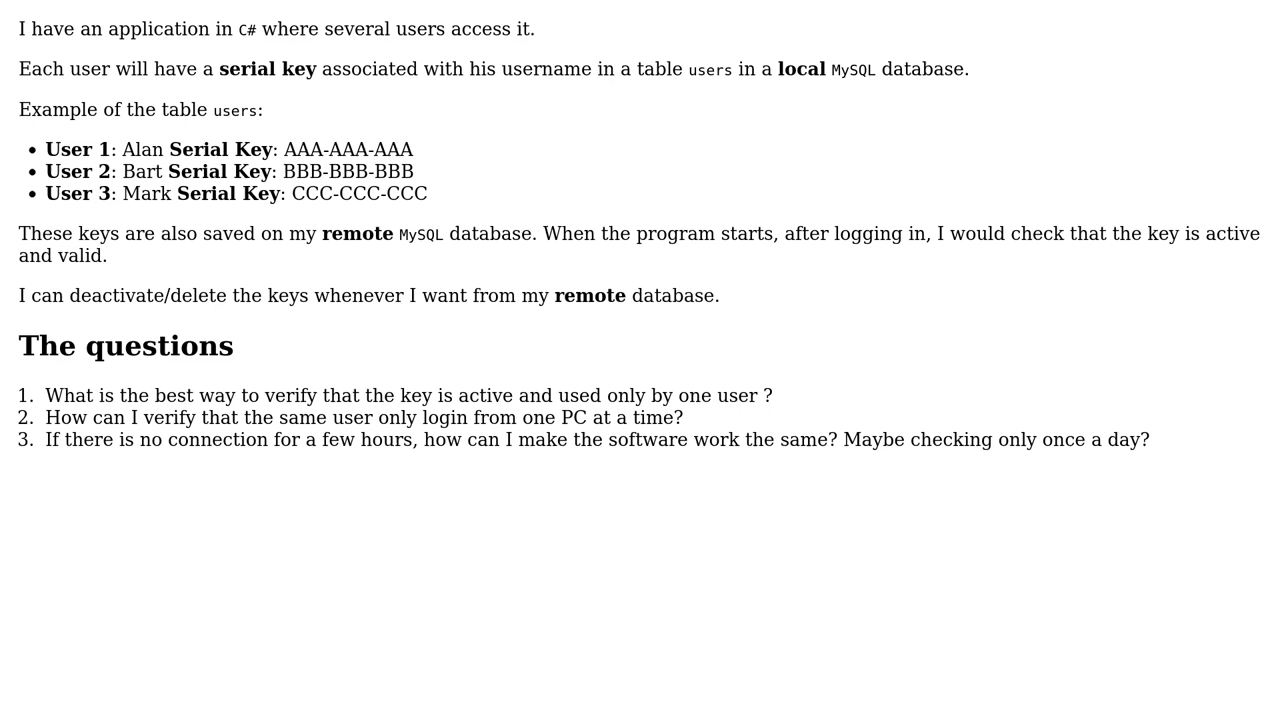 I have an application in C# where several users access it.
Each user will have a serial key associated with his username in a table users in a local MySQL database.
Example of the table users:
• User 1: Alan Serial Key: AAA-AAA-AAA
• User 2: Bart Serial Key: BBB-BBB-BBB
• User 3: Mark Serial Key: CCC-CCC-CCC
These keys are also saved on my remote MySQL database. When the program starts, after logging in, I would check that the key is active
and valid.
I can deactivate/delete the keys whenever I want from my remote database.
The questions
1. What is the best way to verify that the key is active and used only by one user ?
2. How can I verify that the same user only login from one PC at a time?
3. If there is no connection for a few hours, how can I make the software work the same? Maybe checking only once a day?